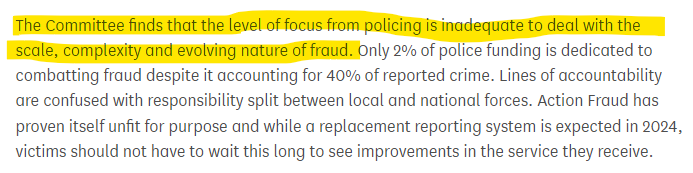 The Committee finds that the level of focus from policing is inadequate to deal with the
scale, complexity and evolving nature of fraud. Only 2% of police funding is dedicated to
combatting fraud despite it accounting for 40% of reported crime. Lines of accountability
are confused with responsibility split between local and national forces. Action Fraud has
proven itself unfit for purpose and while a replacement reporting system is expected in 2024,
victims should not have to wait this long to see improvements in the service they receive.